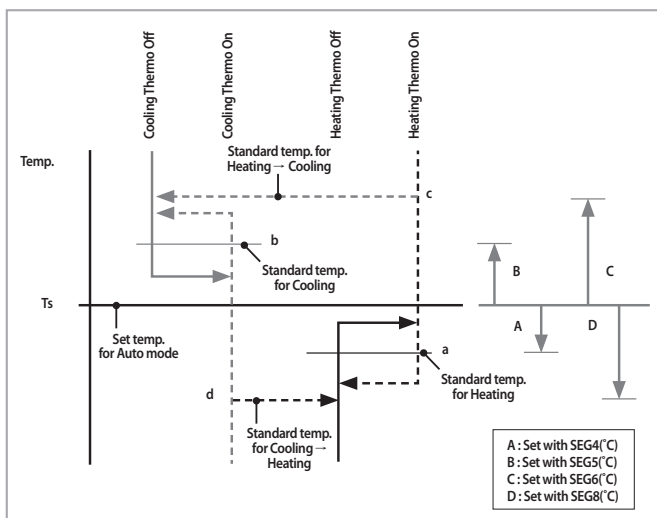 Cooling Thermo Off
Cooling Thermo On
Heating Thermo Off
Heating Thermo On
Temp.
Standard temp. for
Heating → Cooling
c
b
Standard temp.
for Cooling
B
C
Ts
Set temp.
for Auto mode
A
D
a
Standard temp.
for Heating
d
Standard temp.
for Cooling →
Heating
A : Set with SEG4(˚C)
B : Set with SEG5(˚C)
C : Set with SEG6(˚C)
D : Set with SEG8(˚C)